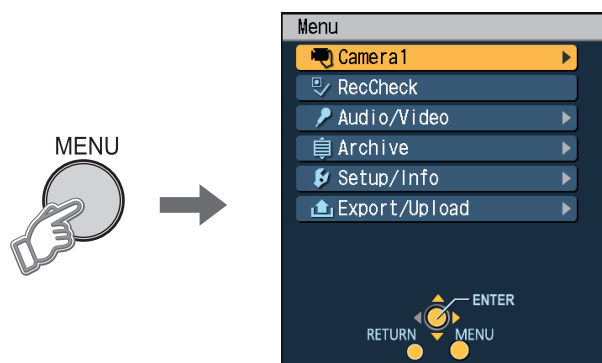 MENU
Menu
Camera1
RecCheck
Audio/Video
Archive
Setup/Info
Export/Upload
ENTER
RETURN
MENU